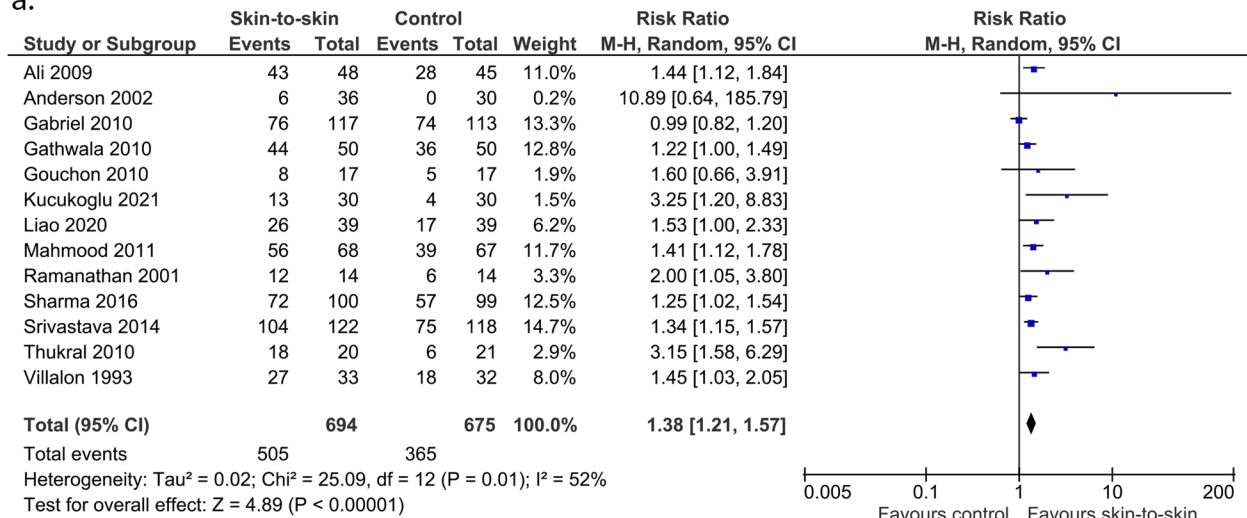 a.
Skin-to-skin Control Risk Ratio Risk Ratio
Study or Subgroup Events Total Events Total Weight M-H, Random, 95% CI M-H, Random, 95% CI
Ali 2009 43 48 28 45 11.0% 1.44 [1.12, 1.84]
Anderson 2002 6 36 0 30 0.2% 10.89 [0.64, 185.79]
Gabriel 2010 76 117 74 113 13.3% 0.99 [0.82, 1.20]
Gathwala 2010 44 50 36 50 12.8% 1.22 [1.00, 1.49]
Gouchon 2010 8 17 5 17 1.9% 1.60 [0.66, 3.91]
Kucukoglu 2021 13 30 4 30 1.5% 3.25 [1.20, 8.83]
Liao 2020 26 39 17 39 6.2% 1.53 [1.00, 2.33]
Mahmood 2011 56 68 39 67 11.7% 1.41 [1.12, 1.78]
Ramanathan 2001 12 14 6 14 3.3% 2.00 [1.05, 3.80]
Sharma 2016 72 100 57 99 12.5% 1.25 [1.02, 1.54]
Srivastava 2014 104 122 75 118 14.7% 1.34 [1.15, 1.57]
Thukral 2010 18 20 6 21 2.9% 3.15 [1.58, 6.29]
Villalon 1993 27 33 18 32 8.0% 1.45 [1.03, 2.05]
Total (95% CI) 694 675 100.0% 1.38 [1.21, 1.57]
Total events 505 365
Heterogeneity: Tau² = 0.02; Chi² = 25.09, df = 12 (P = 0.01); I² = 52%
Test for overall effect: Z = 4.89 (P < 0.00001)
0.005 0.1 1 10 200
Favours control Favours skin-to-skin